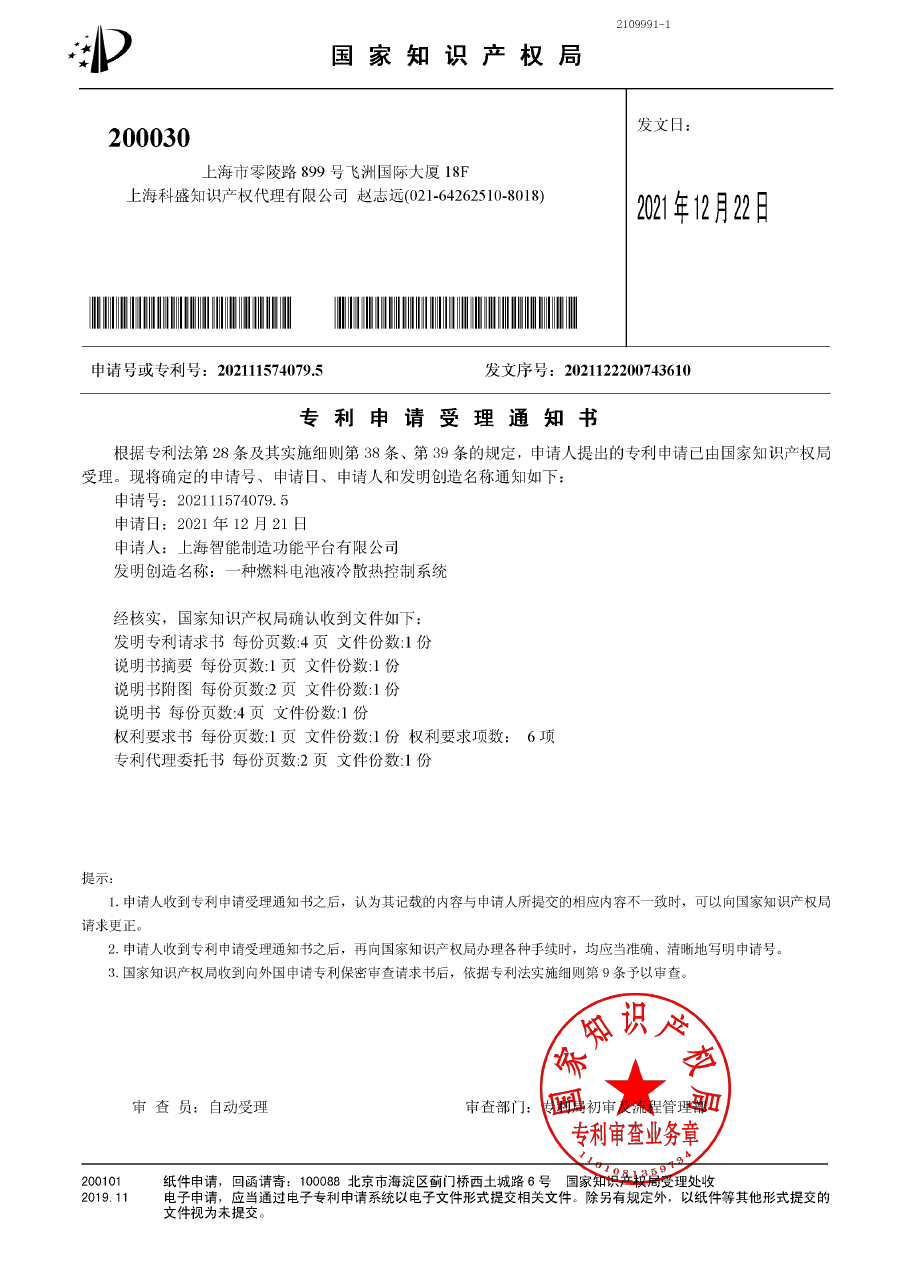 2109991-1
国家知识产权局
200030
发文日：
上海市零陵路 899 号飞洲国际大厦 18F
上海科盛知识产权代理有限公司 赵志远(021-64262510-8018)
2021 年 12 月 22 日
申请号或专利号：202111574079.5
发文序号：2021122200743610
专利申请受理通知书
根据专利法第 28 条及其实施细则第 38 条、第 39 条的规定，申请人提出的专利申请已由国家知识产权局
受理。现将确定的申请号、申请日、申请人和发明创造名称通知如下：
申请号：202111574079.5
申请日：2021 年 12 月 21 日
申请人：上海智能制造功能平台有限公司
发明创造名称：一种燃料电池液冷散热控制系统
经核实，国家知识产权局确认收到文件如下：
发明专利请求书 每份页数:4 页 文件份数:1 份
说明书摘要 每份页数:1 页 文件份数:1 份
说明书附图 每份页数:2 页 文件份数:1 份
说明书 每份页数:4 页 文件份数:1 份
权利要求书 每份页数:1 页 文件份数:1 份 权利要求项数： 6 项
专利代理委托书 每份页数:2 页 文件份数:1 份
提示：
1. 申请人收到专利申请受理通知书之后，认为其记载的内容与申请人所提交的相应内容不一致时，可以向国家知识产权局
请求更正。
2. 申请人收到专利申请受理通知书之后，再向国家知识产权局办理各种手续时，均应当准确、清晰地写明申请号。
3. 国家知识产权局收到向外国申请专利保密审查请求书后，依据专利法实施细则第 9 条予以审查。
国家知识产权局
审 查 员：自动受理
审查部门：专利局初审及流程管理部
专利审查业务章
1101081359734
200101
纸件申请，回函请寄：100088 北京市海淀区蓟门桥西土城路 6 号 国家知识产权局受理处收
2019.11
电子申请，应当通过电子专利申请系统以电子文件形式提交相关文件。除另有规定外，以纸件等其他形式提交的
文件视为未提交。